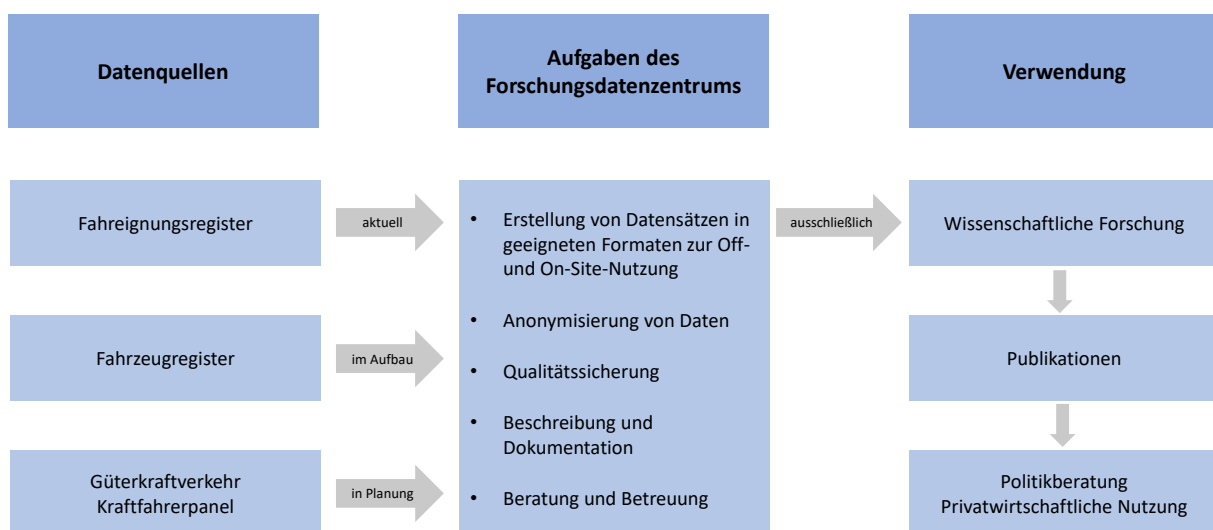 Datenquellen
Aufgaben des
Forschungsdatenzentrums
Verwendung
Fahreignungsregister
aktuell
• Erstellung von Datensätzen in
geeigneten Formaten zur Off-
und On-Site-Nutzung
• Anonymisierung von Daten
• Qualitätssicherung
• Beschreibung und
Dokumentation
• Beratung und Betreuung
ausschließlich
Wissenschaftliche Forschung
Fahrzeugregister
im Aufbau
Publikationen
Güterkraftverkehr
Kraftfahrerpanel
in Planung
Politikberatung
Privatwirtschaftliche Nutzung